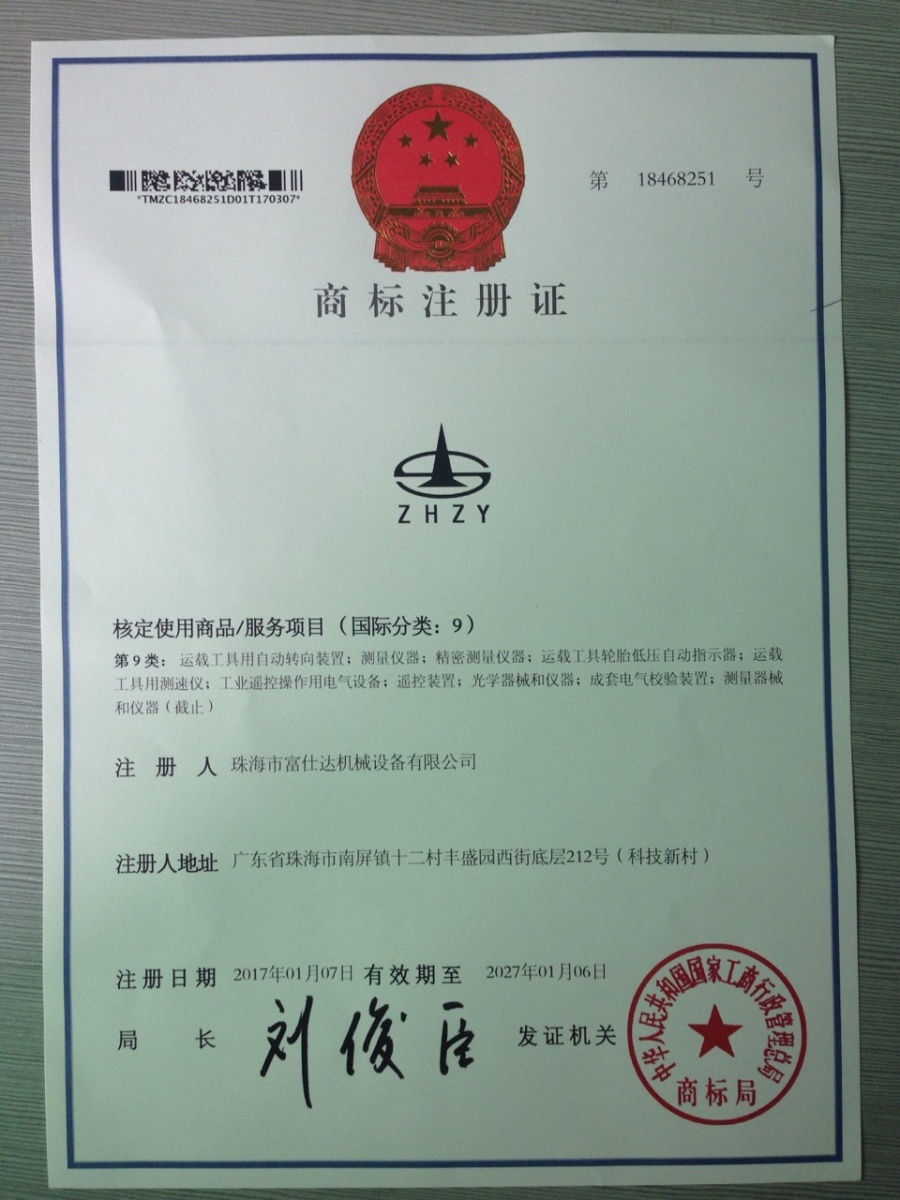 *TMZC18468251D01T170307*
第 18468251 号
商标注册证
ZHZY
核定使用商品/服务项目（国际分类：9）
第9类：运载工具用自动转向装置；测量仪器；精密测量仪器；运载工具轮胎低压自动指示器；运载
工具用测速仪；工业遥控操作用电气设备；遥控装置；光学器械和仪器；成套电气校验装置；测量器械
和仪器（截止）
注 册 人 珠海市富仕达机械设备有限公司
注册人地址 广东省珠海市南屏镇十二村丰盛园西街底层212号（科技新村）
注册日期 2017年01月07日 有效期至 2027年01月06日
局 长 刘俊臣 发证机关
中华人民共和国国家工商行政管理总局
商标局